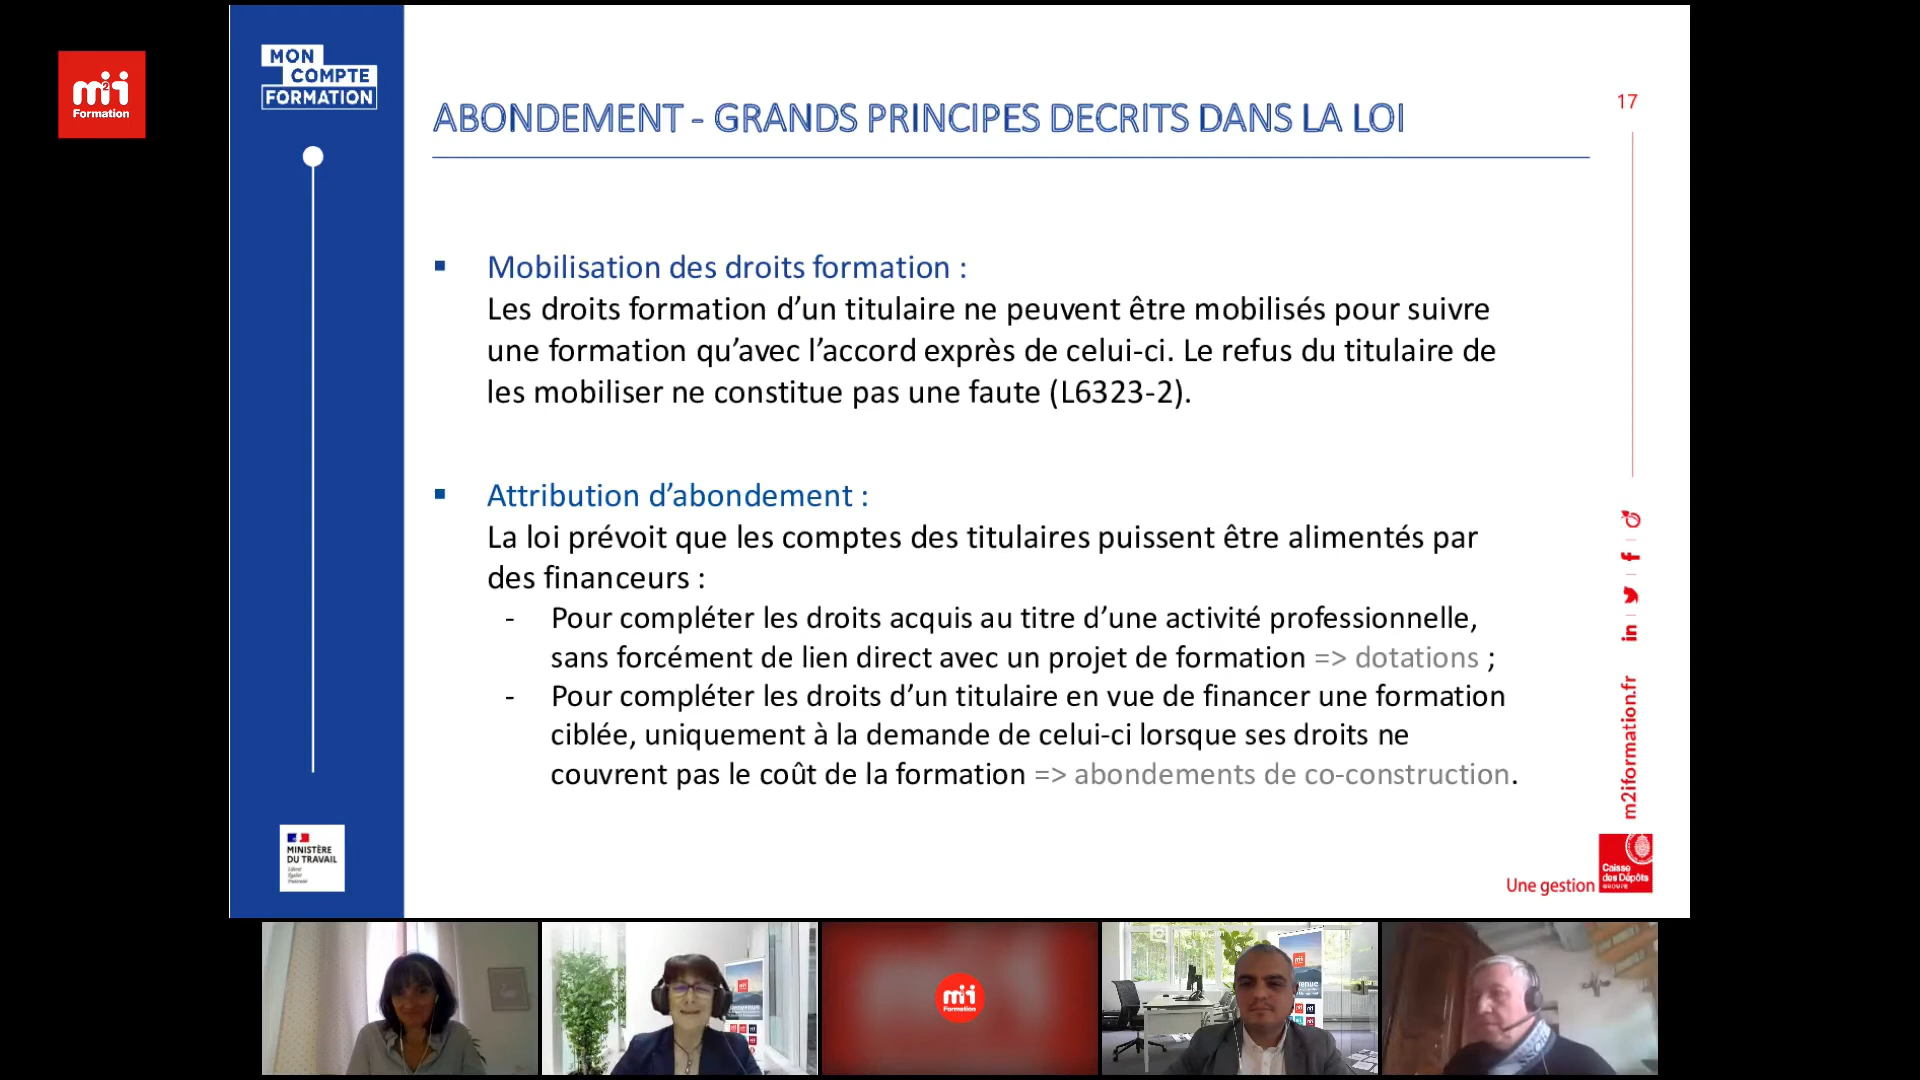 m2i
Formation
MON
COMPTE
FORMATION
ABONDEMENT - GRANDS PRINCIPES DECRITS DANS LA LOI
17
▪ Mobilisation des droits formation :
Les droits formation d’un titulaire ne peuvent être mobilisés pour suivre
une formation qu’avec l’accord exprès de celui-ci. Le refus du titulaire de
les mobiliser ne constitue pas une faute (L6323-2).
▪ Attribution d’abondement :
La loi prévoit que les comptes des titulaires puissent être alimentés par
des financeurs :
- Pour compléter les droits acquis au titre d’une activité professionnelle,
sans forcément de lien direct avec un projet de formation => dotations ;
- Pour compléter les droits d’un titulaire en vue de financer une formation
ciblée, uniquement à la demande de celui-ci lorsque ses droits ne
couvrent pas le coût de la formation => abondements de co-construction.
m2iformation.fr
MINISTÈRE
DU TRAVAIL
Liberté
Égalité
Fraternité
Une gestion
Caisse
des Dépôts
GROUPE
m2i
Formation